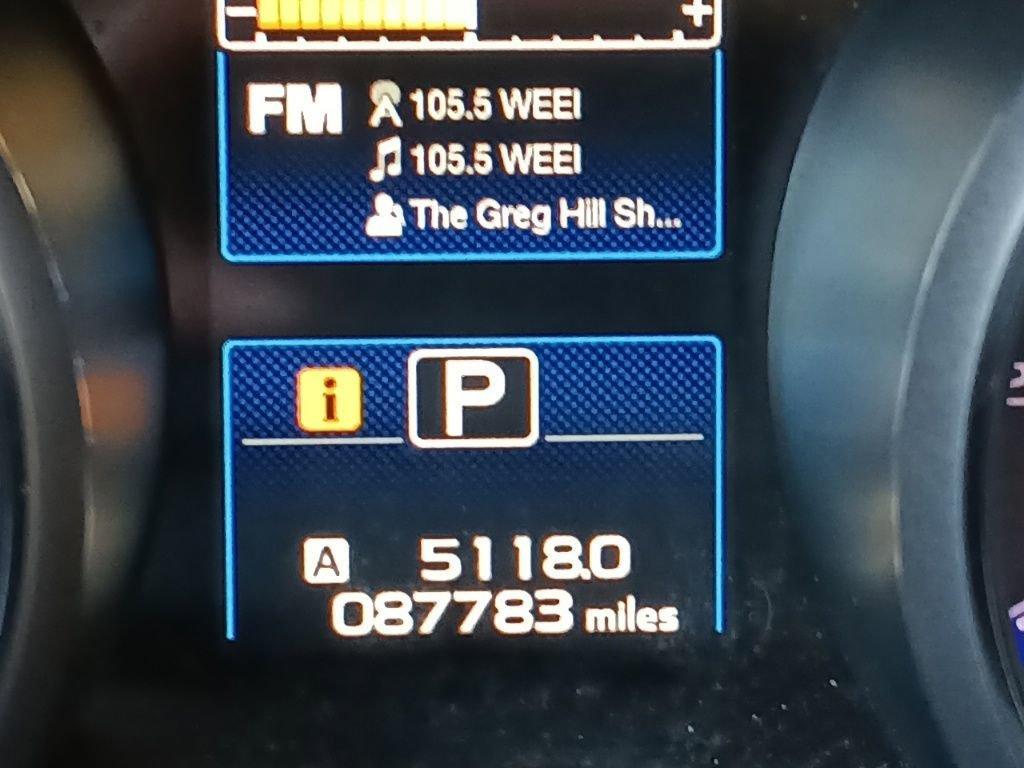 - +
FM 105.5 WEEI
105.5 WEEI
The Greg Hill Sh...
i P
A 5118.0
087783 miles